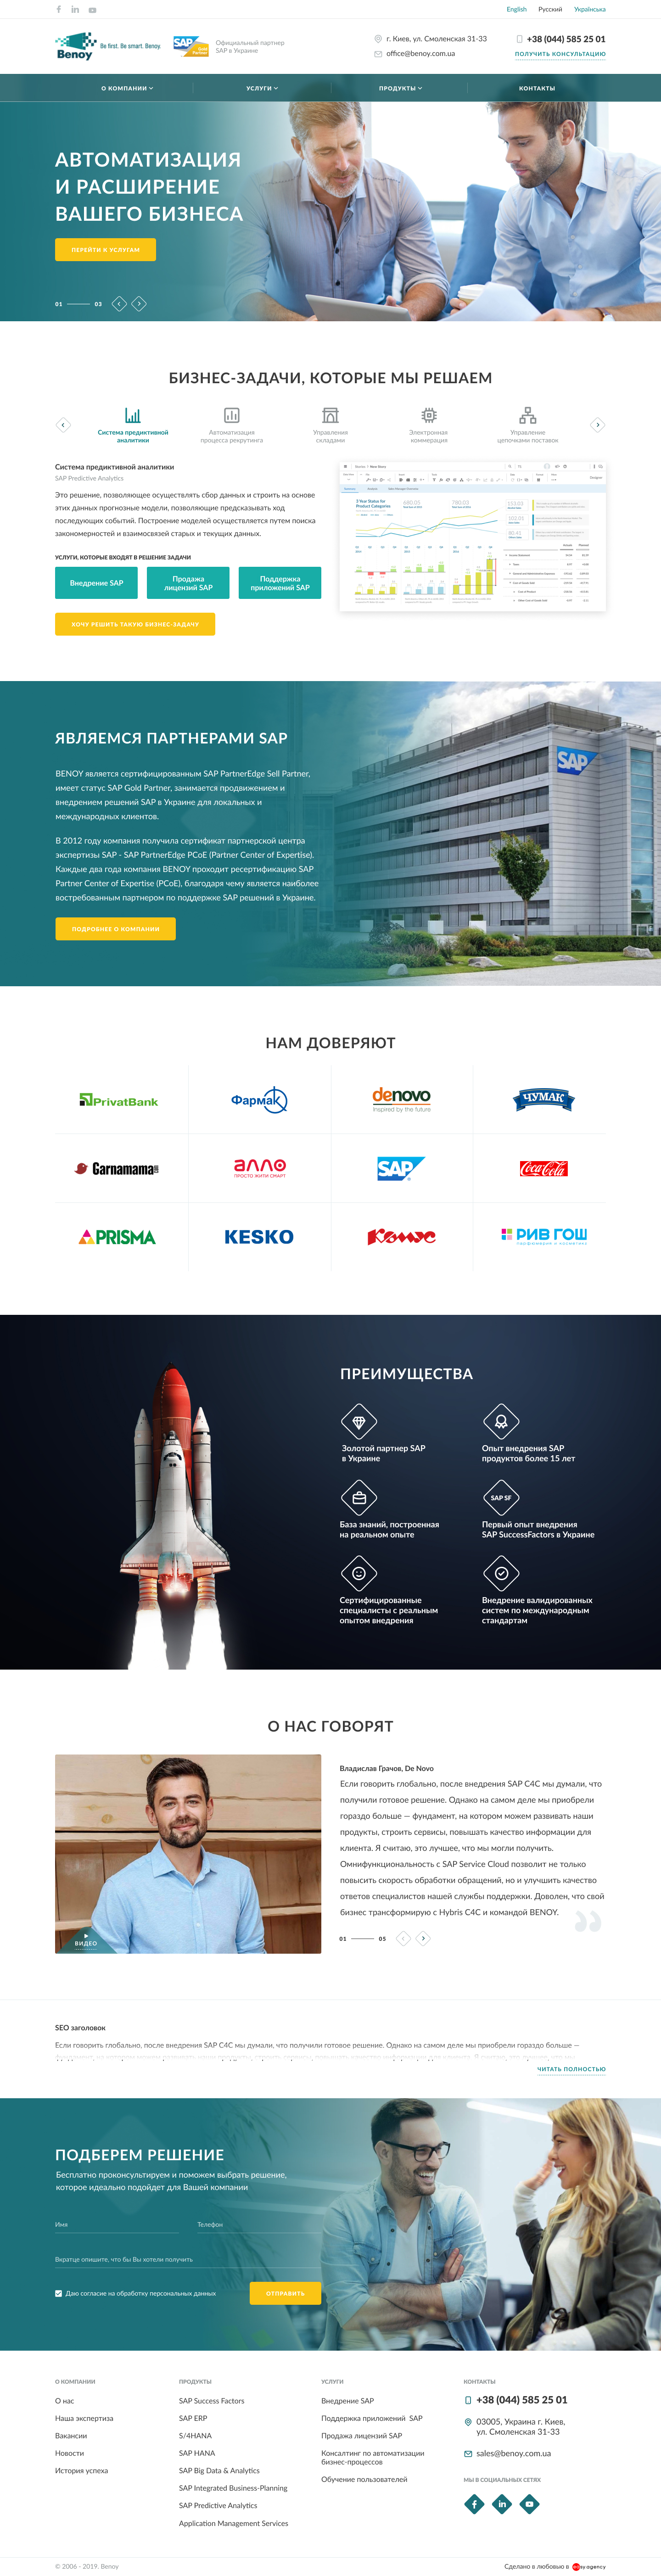 English Русский Українська
Benoy
Be first. Be smart. Benoy.
SAP Gold Partner
Официальный партнер
SAP в Украине
г. Киев, ул. Смоленская 31-33
office@benoy.com.ua
+38 (044) 585 25 01
ПОЛУЧИТЬ КОНСУЛЬТАЦИЮ
О КОМПАНИИ УСЛУГИ ПРОДУКТЫ КОНТАКТЫ
АВТОМАТИЗАЦИЯ
И РАСШИРЕНИЕ
ВАШЕГО БИЗНЕСА
ПЕРЕЙТИ К УСЛУГАМ
01 03
БИЗНЕС-ЗАДАЧИ, КОТОРЫЕ МЫ РЕШАЕМ
Система предиктивной
аналитики
Автоматизация
процесса рекрутинга
Управления
складами
Электронная
коммерация
Управление
цепочками поставок
Система предиктивной аналитики
SAP Predictive Analytics
Это решение, позволяющее осуществлять сбор данных и строить на основе
этих данных прогнозные модели, позволяющие предсказывать ход
последующих событий. Построение моделей осуществляется путем поиска
закономерностей и взаимосвязей старых и текущих данных.
УСЛУГИ, КОТОРЫЕ ВХОДЯТ В РЕШЕНИЕ ЗАДАЧИ
Внедрение SAP
Продажа
лицензий SAP
Поддержка
приложений SAP
ХОЧУ РЕШИТЬ ТАКУЮ БИЗНЕС-ЗАДАЧУ
3 Year Status for
Product Categories
680.05
780.03
ЯВЛЯЕМСЯ ПАРТНЕРАМИ SAP
BENOY является сертифицированным SAP PartnerEdge Sell Partner,
имеет статус SAP Gold Partner, занимается продвижением и
внедрением решений SAP в Украине для локальных и
международных клиентов.
В 2012 году компания получила сертификат партнерской центра
экспертизы SAP - SAP PartnerEdge PCoE (Partner Center of Expertise).
Каждые два года компания BENOY проходит ресертификацию SAP
Partner Center of Expertise (PCoE), благодаря чему является наиболее
востребованным партнером по поддержке SAP решений в Украине.
ПОДРОБНЕЕ О КОМПАНИИ
SAP
НАМ ДОВЕРЯЮТ
PrivatBank
Фармак
denovo
Inspired by the future
ЧУМАК
Garnamama
АЛЛО
ПРОСТО ЖИТИ СМАРТ
SAP
Coca-Cola
PRISMA
KESKO
Комус
РИВ ГОШ
ПРЕИМУЩЕСТВА
Золотой партнер SAP
в Украине
Опыт внедрения SAP
продуктов более 15 лет
База знаний, построенная
на реальном опыте
SAP SF
Первый опыт внедрения
SAP SuccessFactors в Украине
Сертифицированные
специалисты с реальным
опытом внедрения
Внедрение валидированных
систем по международным
стандартам
О НАС ГОВОРЯТ
ВИДЕО
Владислав Грачов, De Novo
Если говорить глобально, после внедрения SAP C4C мы думали, что
получили готовое решение. Однако на самом деле мы приобрели
гораздо больше — фундамент, на котором можем развивать наши
продукты, строить сервисы, повышать качество информации для
клиента. Я считаю, это лучшее, что мы могли получить.
Омнифункциональность с SAP Service Cloud позволит не только
повысить скорость обработки обращений, но и улучшить качество
ответов специалистов нашей службы поддержки. Доволен, что свой
бизнес трансформирую с Hybris C4C и командой BENOY.
01 05
SEO заголовок
Если говорить глобально, после внедрения SAP C4C мы думали, что получили готовое решение. Однако на самом деле мы приобрели гораздо больше —
ЧИТАТЬ ПОЛНОСТЬЮ
ПОДБЕРЕМ РЕШЕНИЕ
Бесплатно проконсультируем и поможем выбрать решение,
которое идеально подойдет для Вашей компании
Имя
Телефон
Вкратце опишите, что бы Вы хотели получить
Даю согласие на обработку персональных данных
ОТПРАВИТЬ
О КОМПАНИИ
О нас
Наша экспертиза
Вакансии
Новости
История успеха
ПРОДУКТЫ
SAP Success Factors
SAP ERP
S/4HANA
SAP HANA
SAP Big Data & Analytics
SAP Integrated Business-Planning
SAP Predictive Analytics
Application Management Services
УСЛУГИ
Внедрение SAP
Поддержка приложений SAP
Продажа лицензий SAP
Консалтинг по автоматизации
бизнес-процессов
Обучение пользователей
КОНТАКТЫ
+38 (044) 585 25 01
03005, Украина г. Киев,
ул. Смоленская 31-33
sales@benoy.com.ua
МЫ В СОЦИАЛЬНЫХ СЕТЯХ
© 2006 - 2019. Benoy
Сделано в любовью в